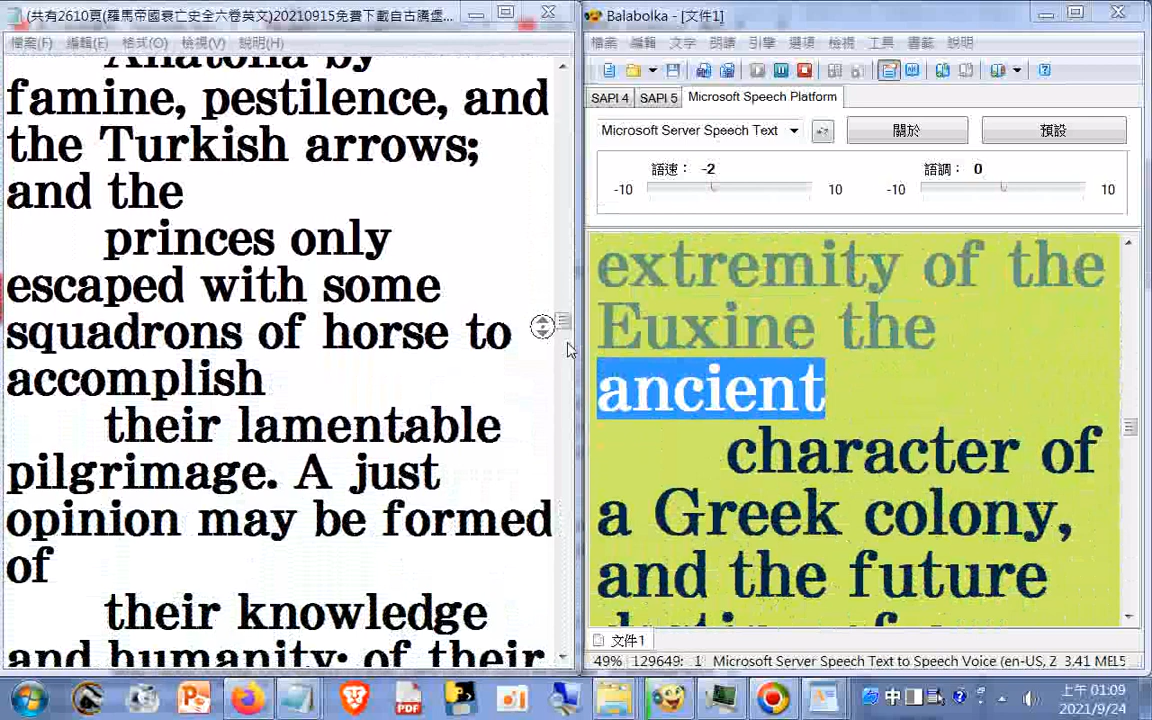 (共有2610頁(羅馬帝國衰亡史全六卷英文)20210915免費下載自古騰堡...
檔案(F) 編輯(E) 格式(O) 檢視(V) 說明(H)
Anatolia by
famine, pestilence, and
the Turkish arrows;
and the
princes only
escaped with some
squadrons of horse to
accomplish
their lamentable
pilgrimage. A just
opinion may be formed
of
their knowledge
and humanity; of their
Balabolka - [文件1]
檔案 編輯 文字 朗讀 引擎 選項 檢視 工具 書籤 說明
SAPI 4 SAPI 5 Microsoft Speech Platform
Microsoft Server Speech Text 關於 預設
語速： -2 語調： 0
-10 10 -10 10
extremity of the
Euxine the
ancient
character of
a Greek colony,
and the future
文件1
49% 129649: 1 Microsoft Server Speech Text to Speech Voice (en-US, Z 3,41 МБ
中
上午 01:09
2021/9/24